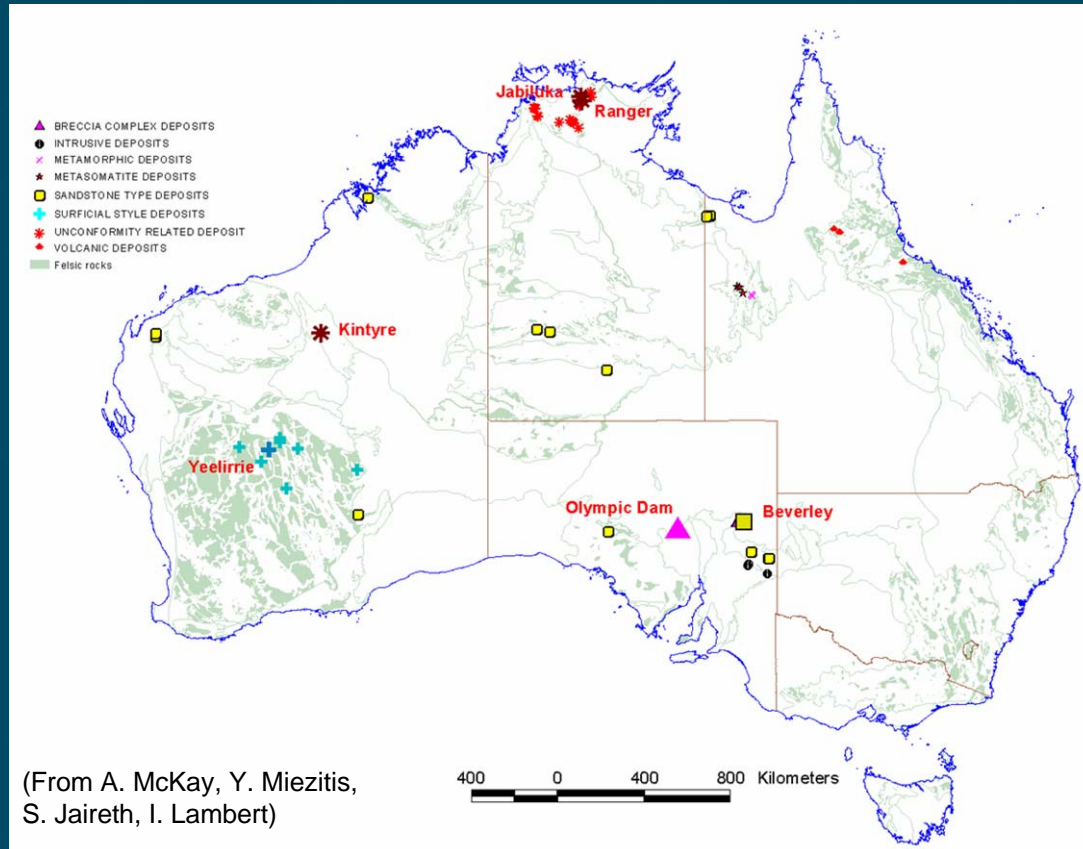 Jabiluka
Ranger
BRECCIA COMPLEX DEPOSITS
INTRUSIVE DEPOSITS
METAMORPHIC DEPOSITS
METASOMATITE DEPOSITS
SANDSTONE TYPE DEPOSITS
SURFICIAL STYLE DEPOSITS
UNCONFORMITY RELATED DEPOSIT
VOLCANIC DEPOSITS
Felsic rocks
Kintyre
Yeelirrie
Olympic Dam
Beverley
(From A. McKay, Y. Miezitis,
S. Jaireth, I. Lambert)
400 0 400 800 Kilometers